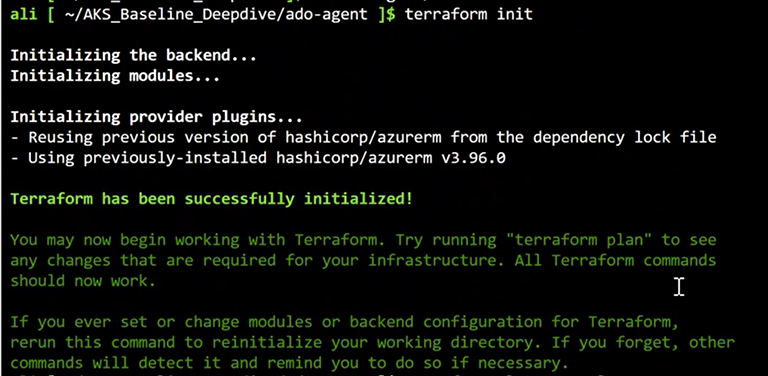 ali [ ~/AKS_Baseline_Deepdive/ado-agent ]$ terraform init
Initializing the backend...
Initializing modules...
Initializing provider plugins...
- Reusing previous version of hashicorp/azurerm from the dependency lock file
- Using previously-installed hashicorp/azurerm v3.96.0
Terraform has been successfully initialized!
You may now begin working with Terraform. Try running "terraform plan" to see
any changes that are required for your infrastructure. All Terraform commands
should now work.
If you ever set or change modules or backend configuration for Terraform,
rerun this command to reinitialize your working directory. If you forget, other
commands will detect it and remind you to do so if necessary.